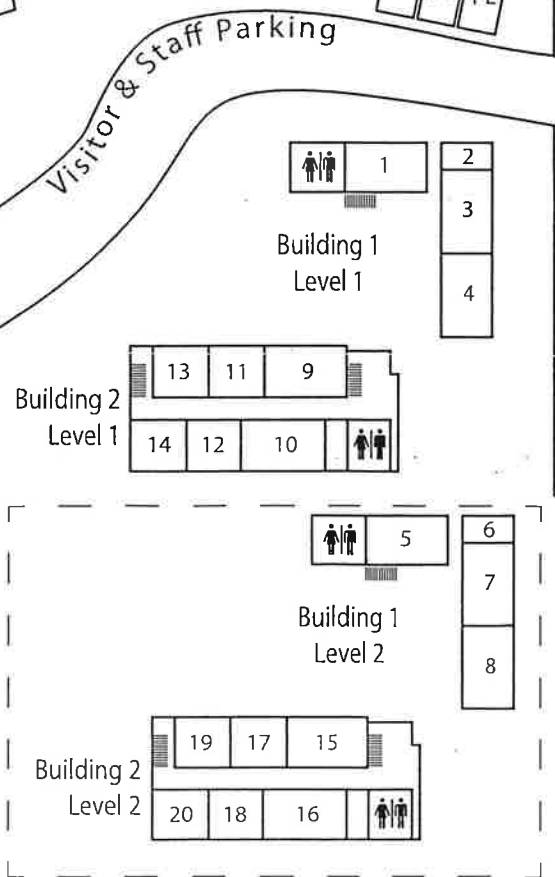 Visitor & Staff Parking
1
2
3
4
Building 1
Level 1
13 11 9
Building 2
Level 1
14 12 10
5
6
7
8
Building 1
Level 2
19 17 15
Building 2
Level 2
20 18 16